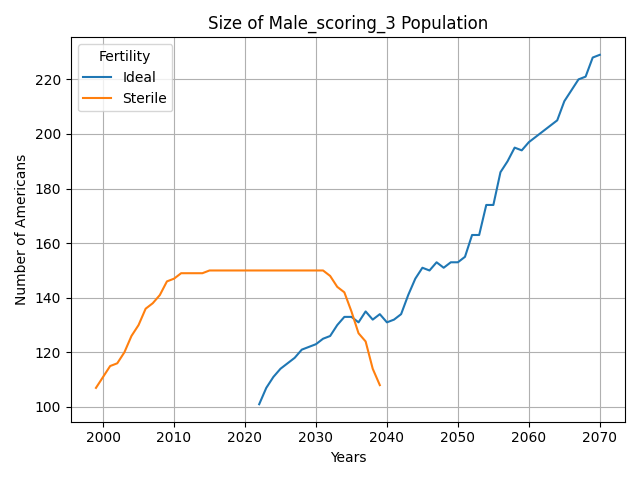 Size of Male_scoring_3 Population
Fertility
Ideal
Sterile
Number of Americans
220
200
180
160
140
120
100
2000 2010 2020 2030 2040 2050 2060 2070
Years